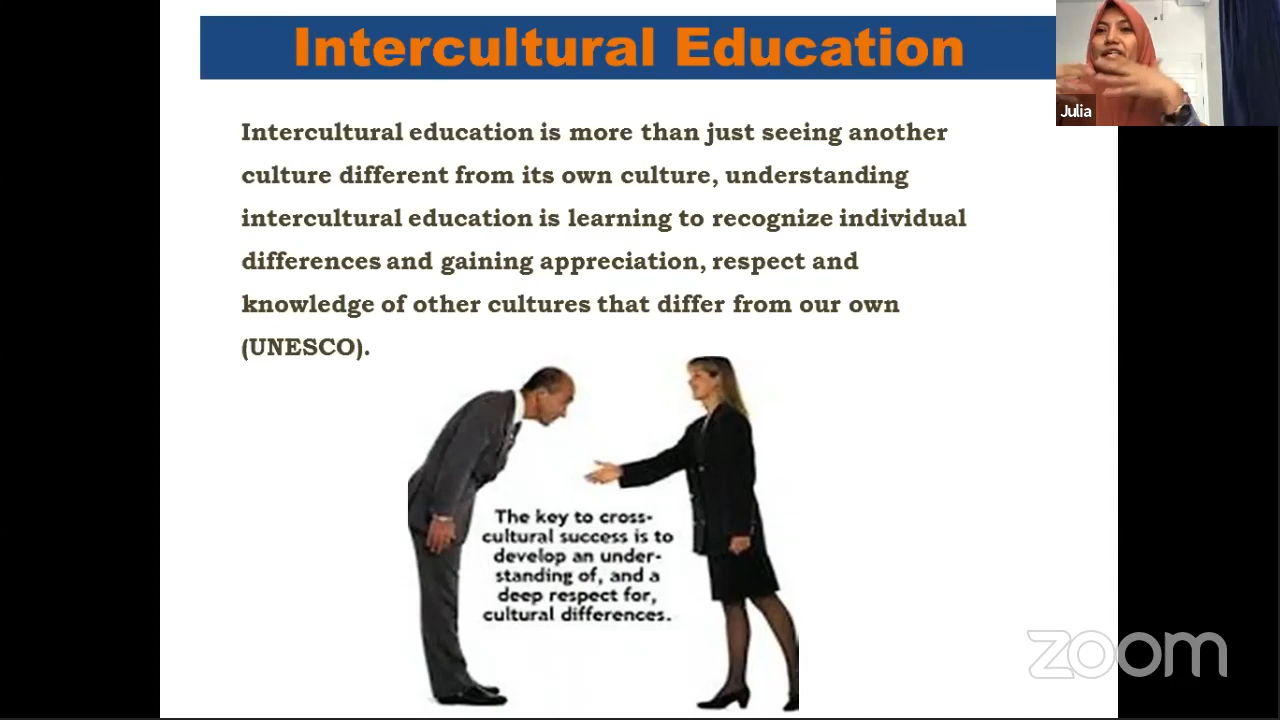 Intercultural Education
Julia
Intercultural education is more than just seeing another
culture different from its own culture, understanding
intercultural education is learning to recognize individual
differences and gaining appreciation, respect and
knowledge of other cultures that differ from our own
(UNESCO).
The key to cross-
cultural success is to
develop an under-
standing of, and a
deep respect for,
cultural differences.
zoom